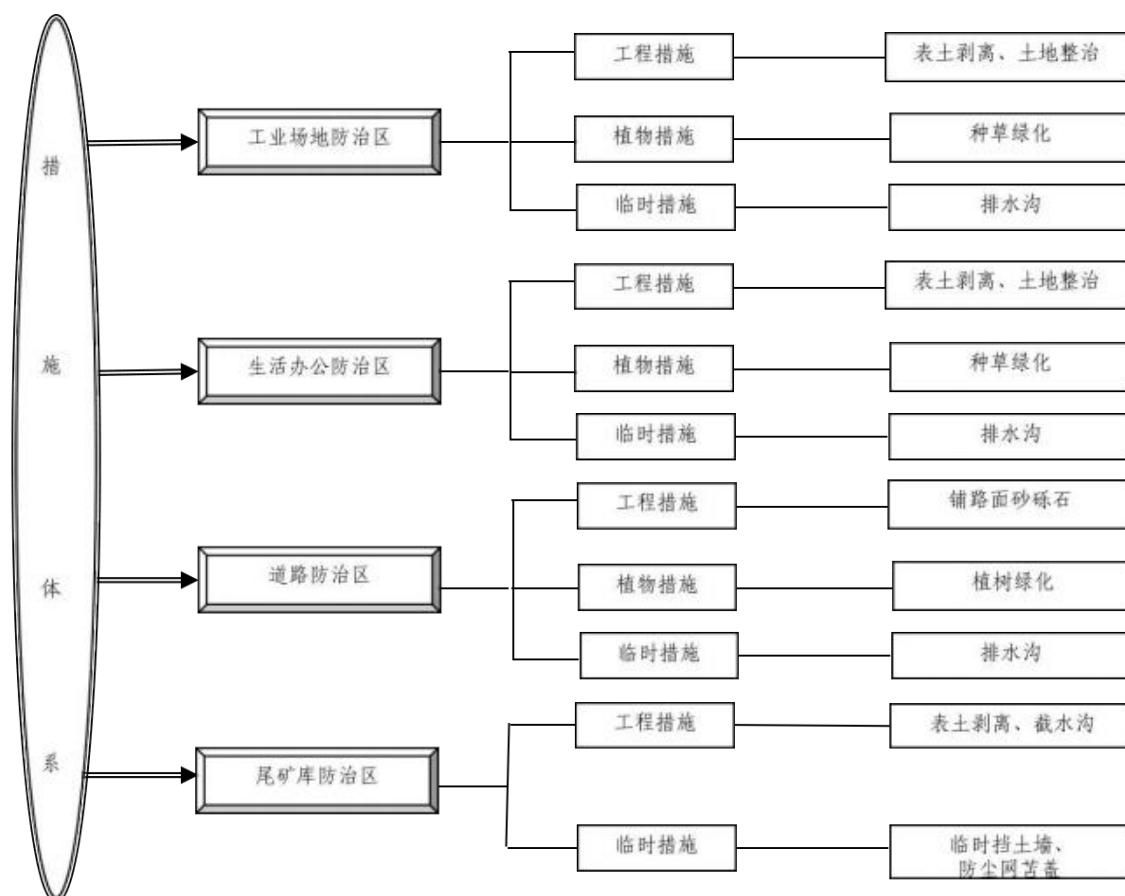 措
施
体
系
工业场地防治区
工程措施
表土剥离、土地整治
植物措施
种草绿化
临时措施
排水沟
生活办公防治区
工程措施
表土剥离、土地整治
植物措施
种草绿化
临时措施
排水沟
道路防治区
工程措施
铺路面砂砾石
植物措施
植树绿化
临时措施
排水沟
尾矿库防治区
工程措施
表土剥离、截水沟
临时措施
临时挡土墙、
防尘网苫盖